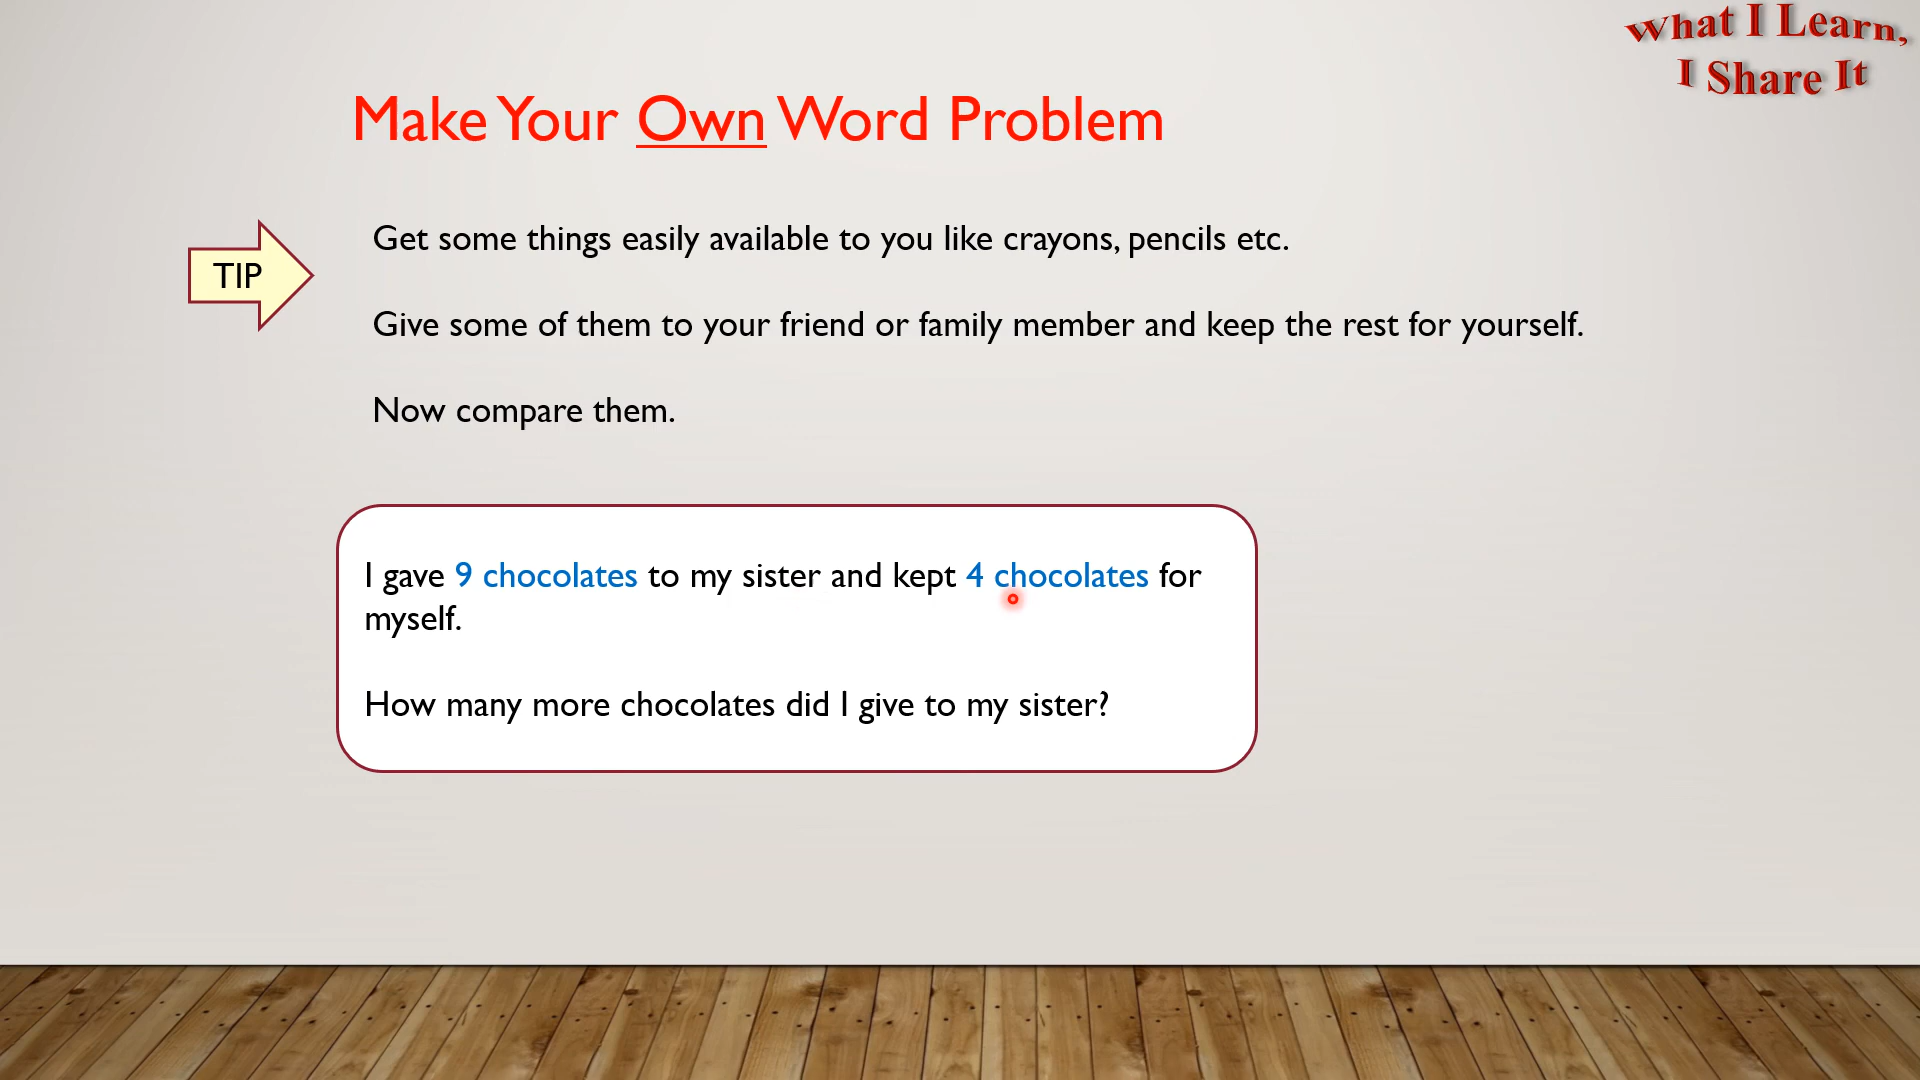 What I Learn,
I Share It
Make Your Own Word Problem
TIP
Get some things easily available to you like crayons, pencils etc.
Give some of them to your friend or family member and keep the rest for yourself.
Now compare them.
I gave 9 chocolates to my sister and kept 4 chocolates for
myself.
How many more chocolates did I give to my sister?